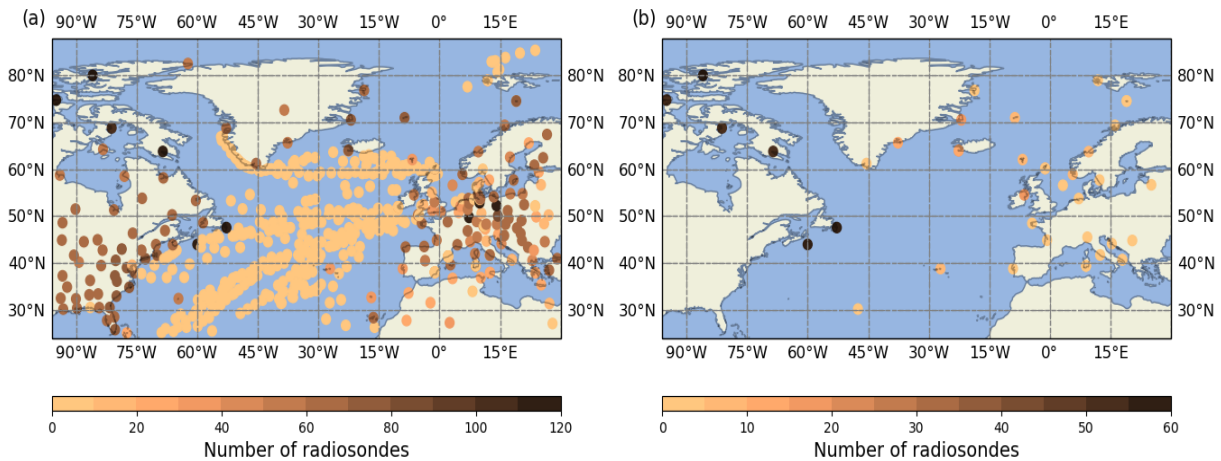 (a) 90°W 75°W 60°W 45°W 30°W 15°W 0° 15°E
(b) 90°W 75°W 60°W 45°W 30°W 15°W 0° 15°E
80°N 80°N 80°N 80°N
70°N 70°N 70°N 70°N
60°N 60°N 60°N 60°N
50°N 50°N 50°N 50°N
40°N 40°N 40°N 40°N
30°N 30°N 30°N 30°N
90°W 75°W 60°W 45°W 30°W 15°W 0° 15°E
90°W 75°W 60°W 45°W 30°W 15°W 0° 15°E
0 20 40 60 80 100 120
Number of radiosondes
0 10 20 30 40 50 60
Number of radiosondes